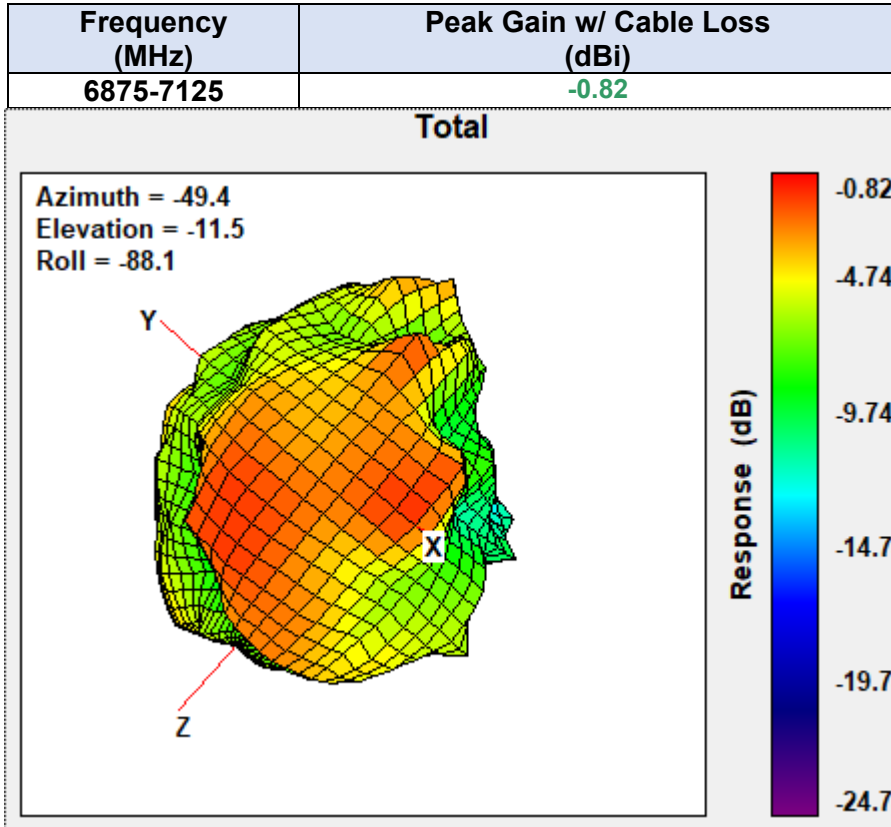 Frequency
(MHz)
Peak Gain w/ Cable Loss
(dBi)
6875-7125
-0.82
Total
Azimuth = -49.4
Elevation = -11.5
Roll = -88.1
Y
X
Z
Response (dB)
-0.82
-4.74
-9.74
-14.7
-19.7
-24.7